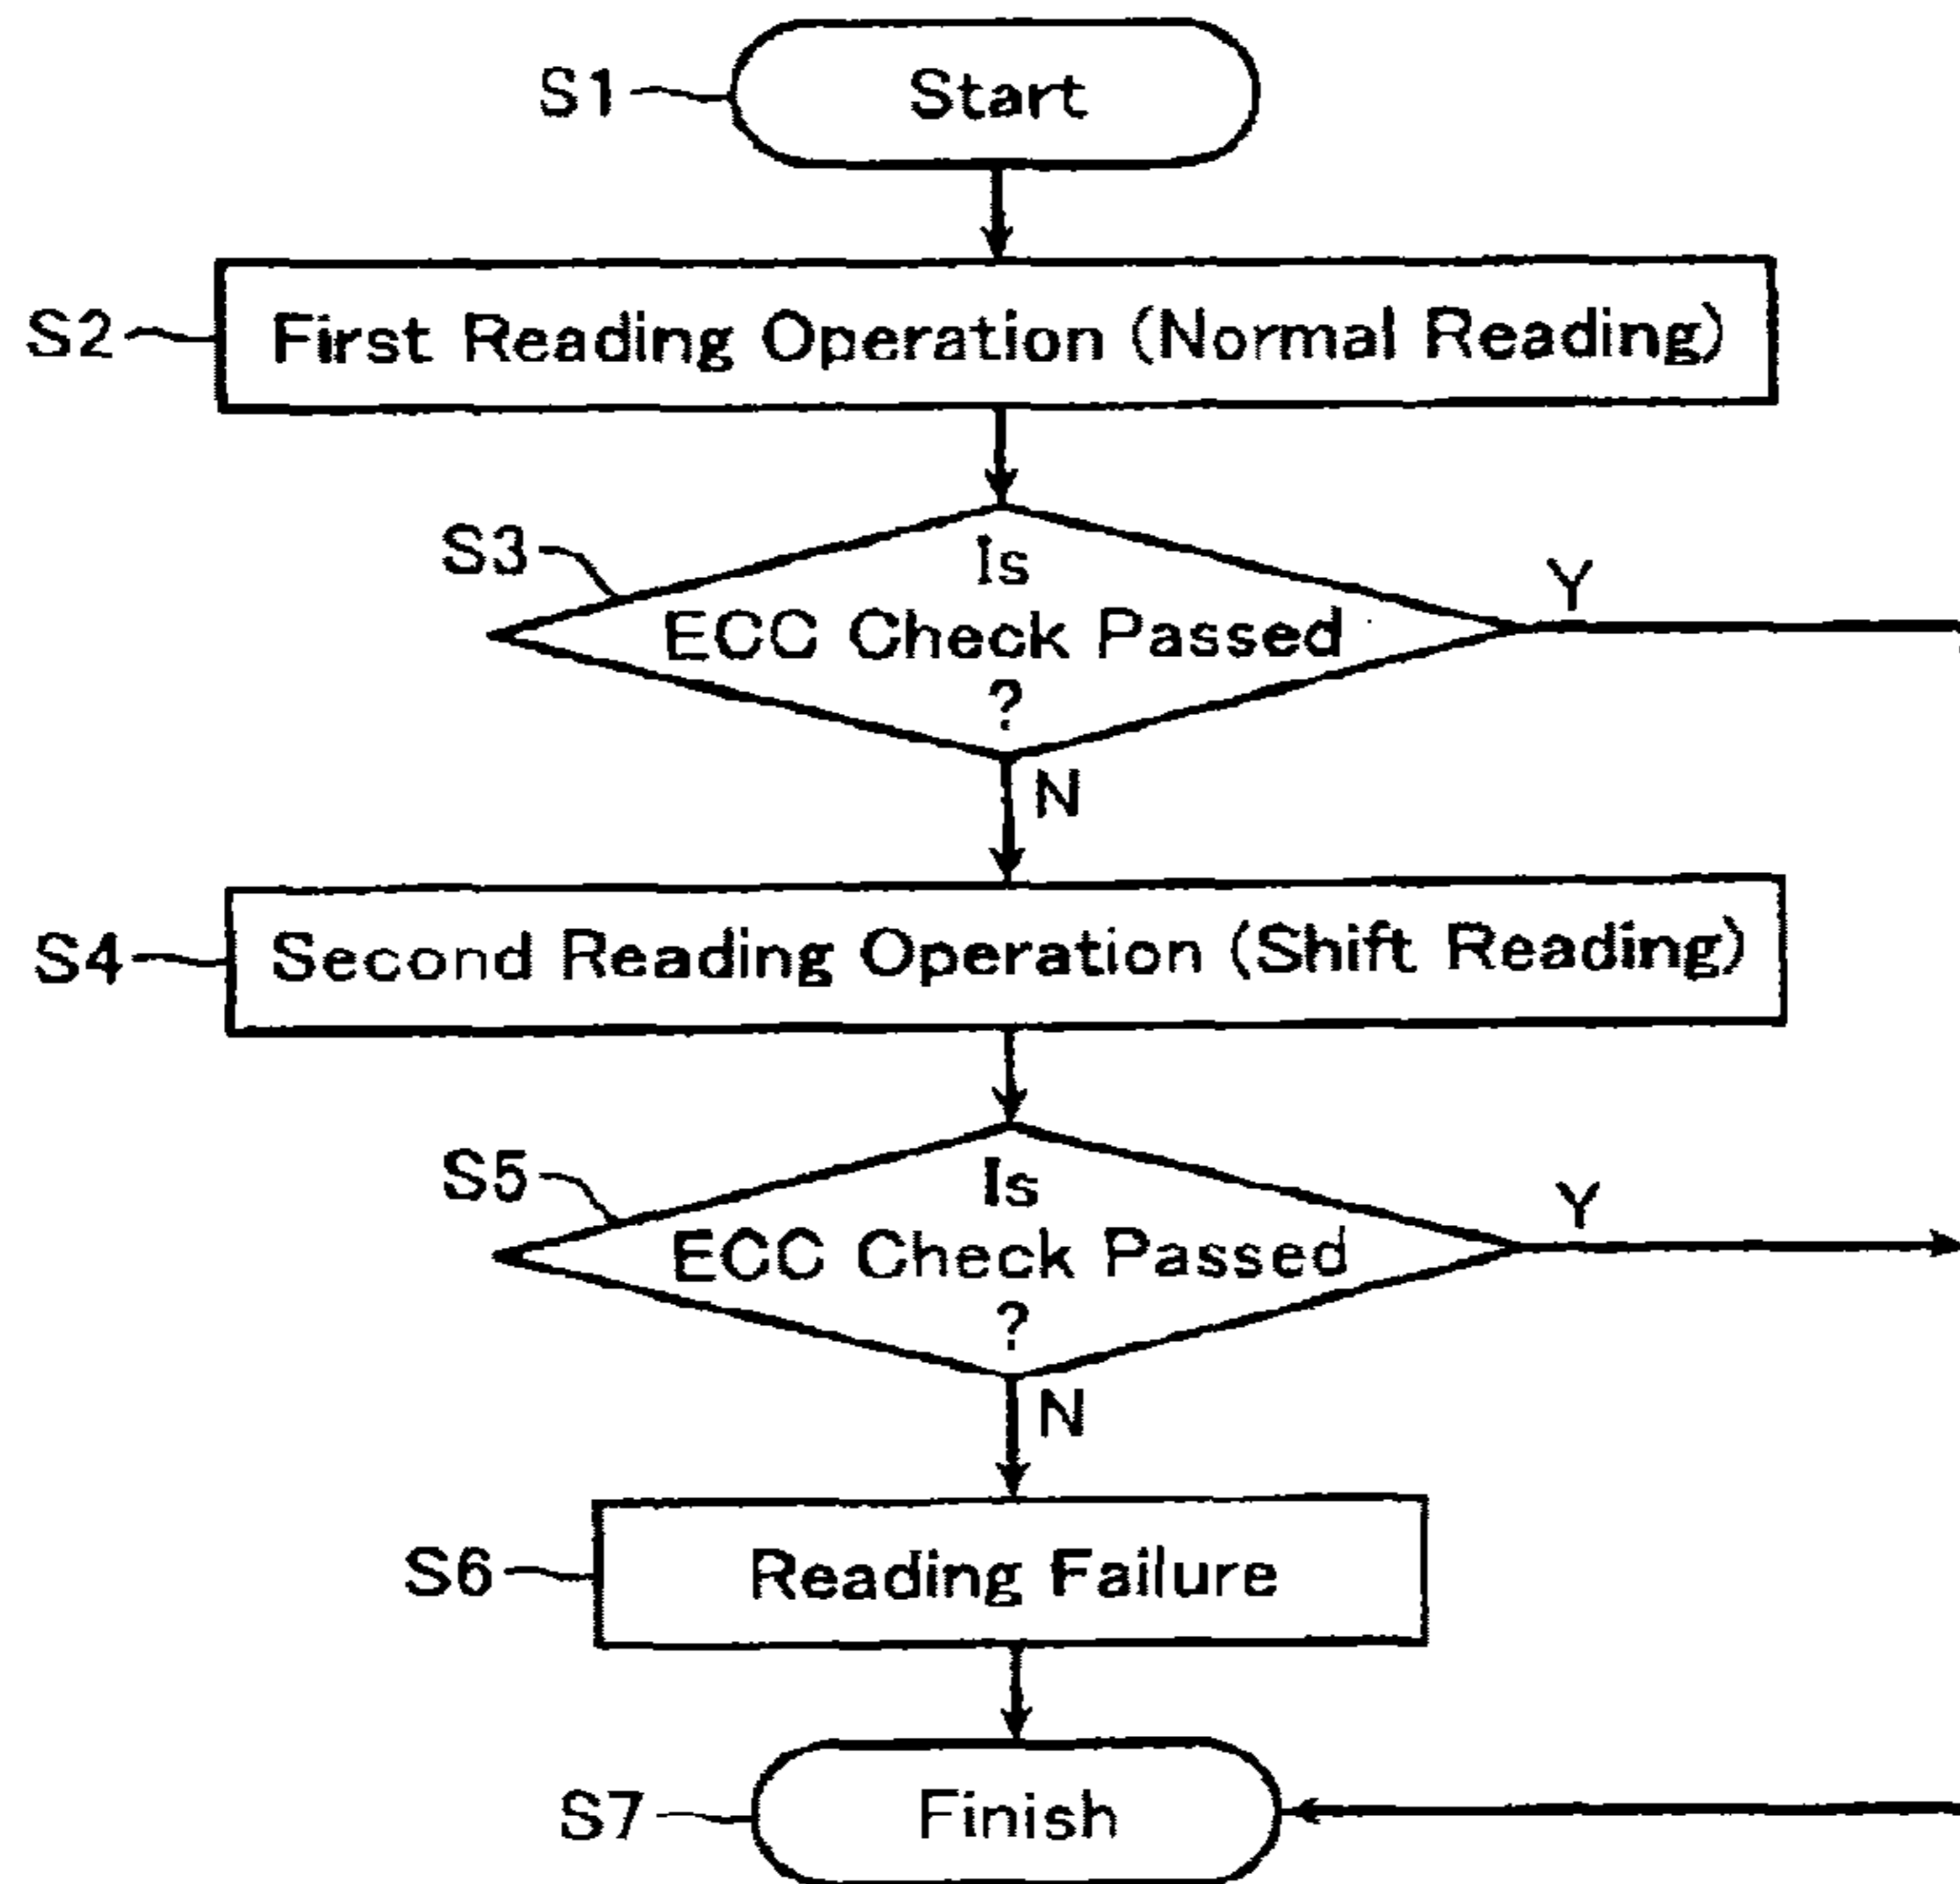 S1
Start
S2
First Reading Operation (Normal Reading)
S3
Is
ECC Check Passed
?
Y
N
S4
Second Reading Operation (Shift Reading)
S5
Is
ECC Check Passed
?
Y
N
S6
Reading Failure
S7
Finish